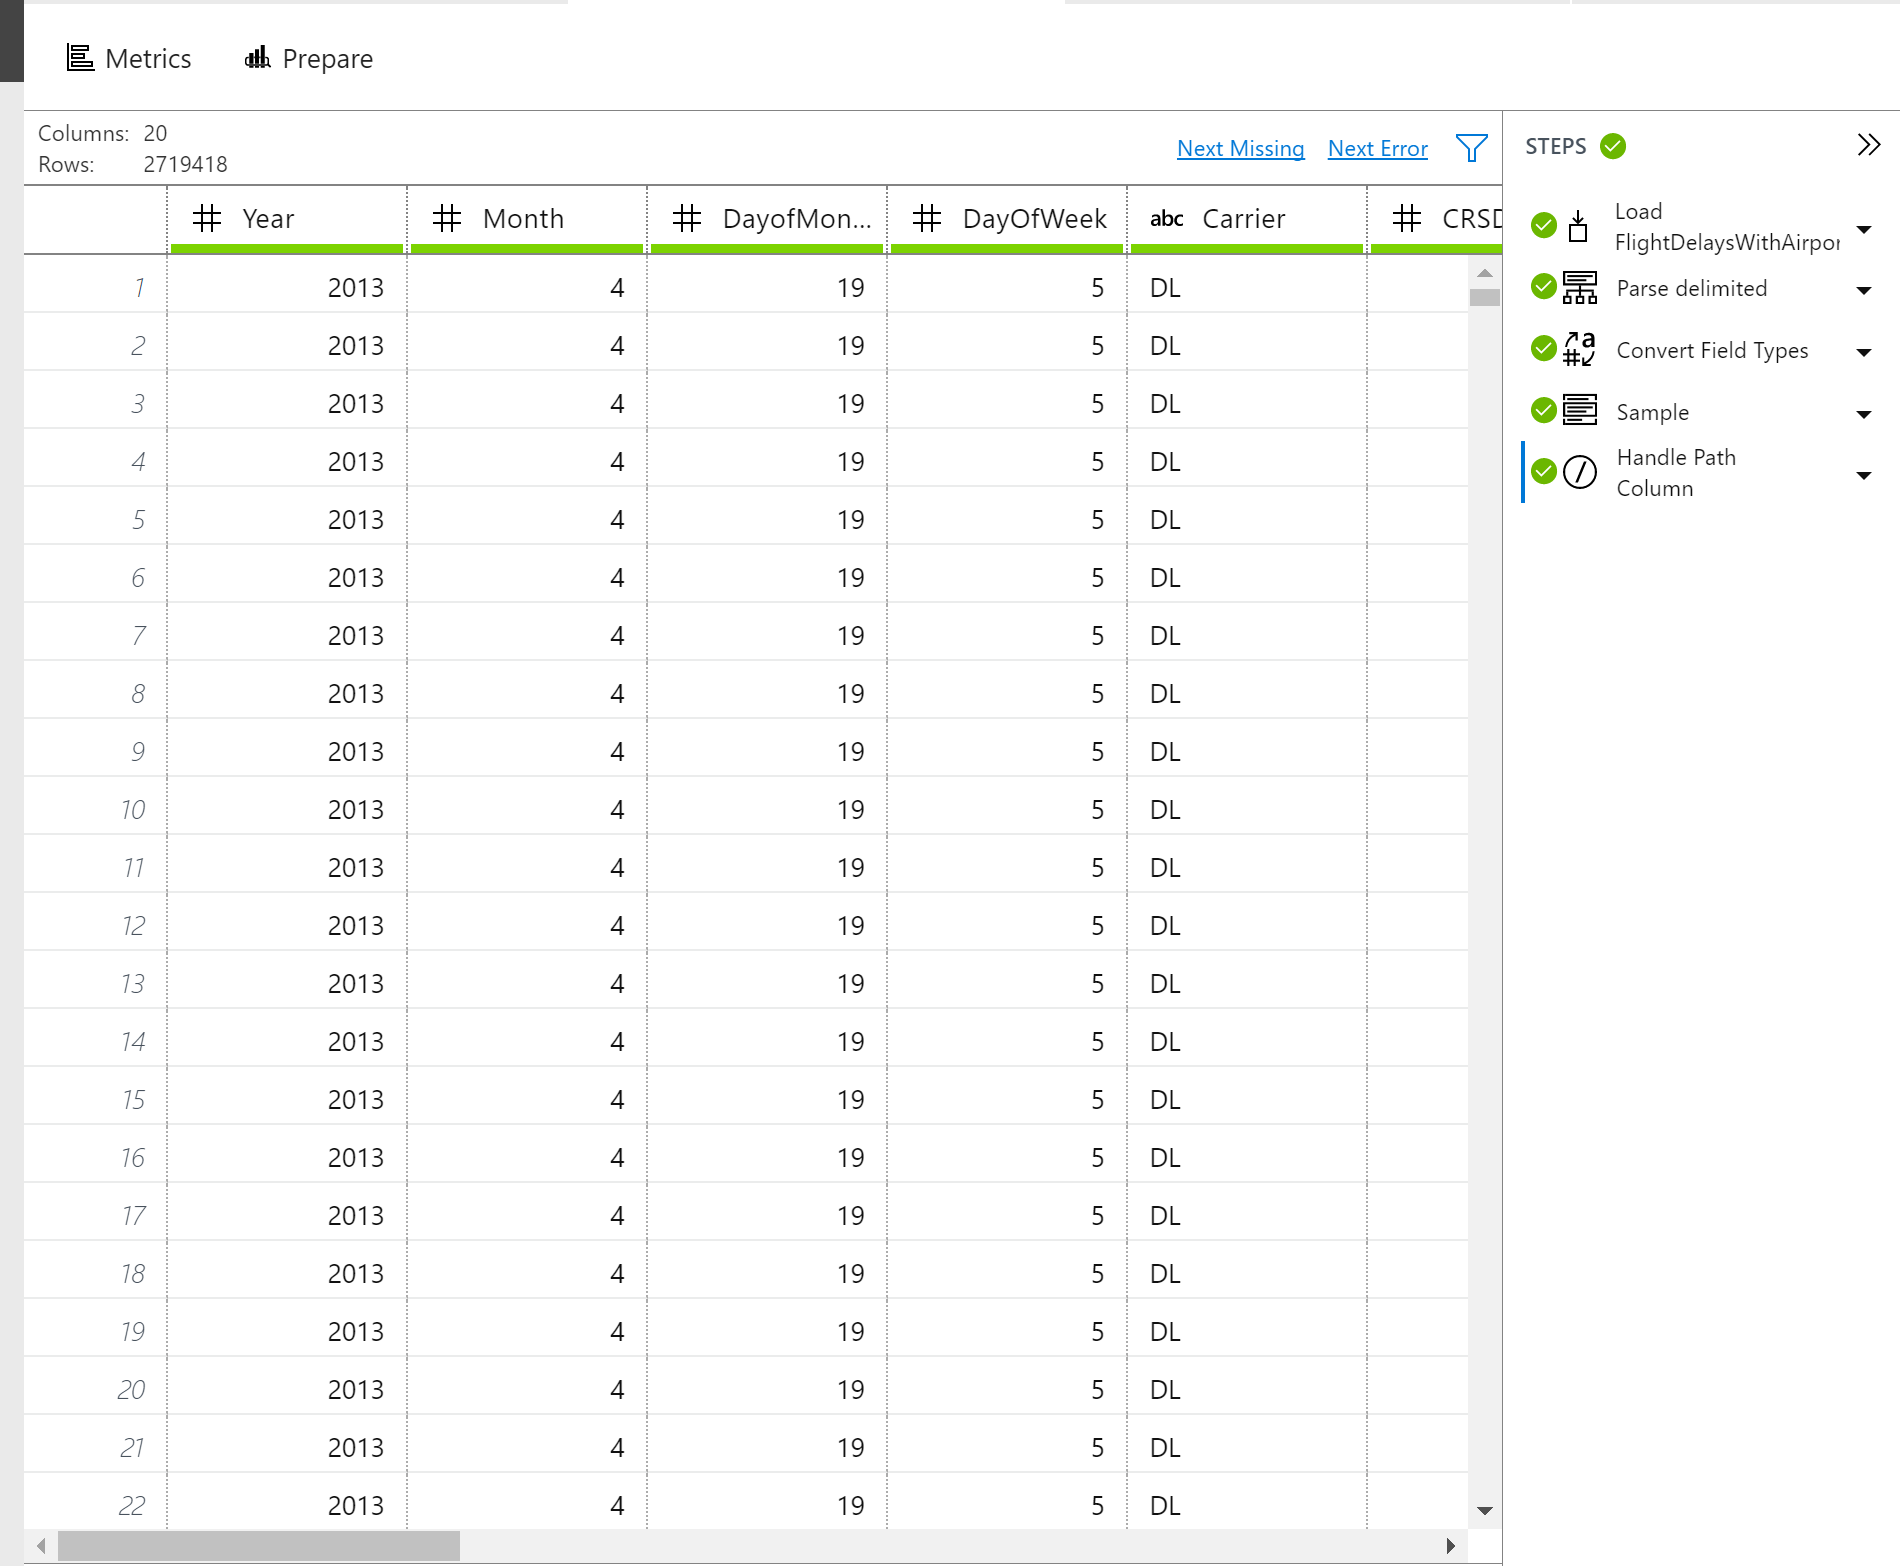 Metrics Prepare
Columns: 20
Rows: 2719418
Next Missing Next Error
Year Month DayofMon... DayOfWeek abc Carrier CRSD
1 2013 4 19 5 DL
2 2013 4 19 5 DL
3 2013 4 19 5 DL
4 2013 4 19 5 DL
5 2013 4 19 5 DL
6 2013 4 19 5 DL
7 2013 4 19 5 DL
8 2013 4 19 5 DL
9 2013 4 19 5 DL
10 2013 4 19 5 DL
11 2013 4 19 5 DL
12 2013 4 19 5 DL
13 2013 4 19 5 DL
14 2013 4 19 5 DL
15 2013 4 19 5 DL
16 2013 4 19 5 DL
17 2013 4 19 5 DL
18 2013 4 19 5 DL
19 2013 4 19 5 DL
20 2013 4 19 5 DL
21 2013 4 19 5 DL
22 2013 4 19 5 DL
STEPS
Load
FlightDelaysWithAirpor
Parse delimited
Convert Field Types
Sample
Handle Path
Column